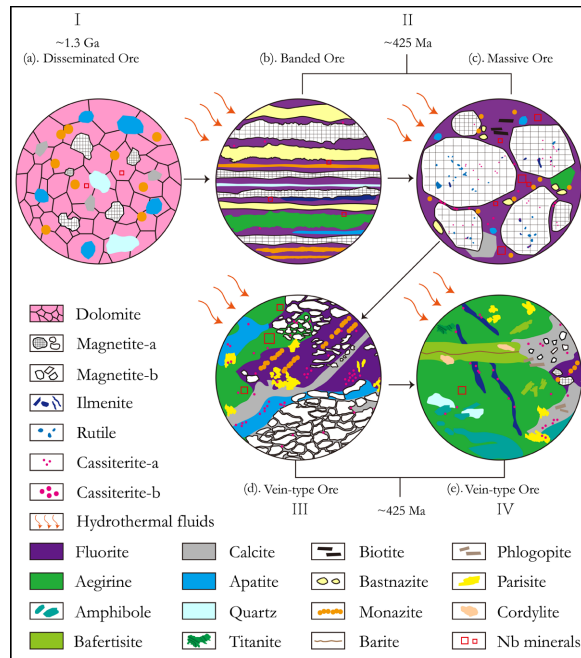 I
II
~1.3 Ga
~425 Ma
(a). Disseminated Ore
(b). Banded Ore
(c). Massive Ore
Dolomite
Magnetite-a
Magnetite-b
Ilmenite
Rutile
Cassiterite-a
Cassiterite-b
Hydrothermal fluids
(d). Vein-type Ore
(e). Vein-type Ore
III
~425 Ma
IV
Fluorite
Calcite
Biotite
Phlogopite
Aegirine
Apatite
Bastnazite
Parisite
Amphibole
Quartz
Monazite
Cordylite
Bafertisite
Titanite
Barite
Nb minerals